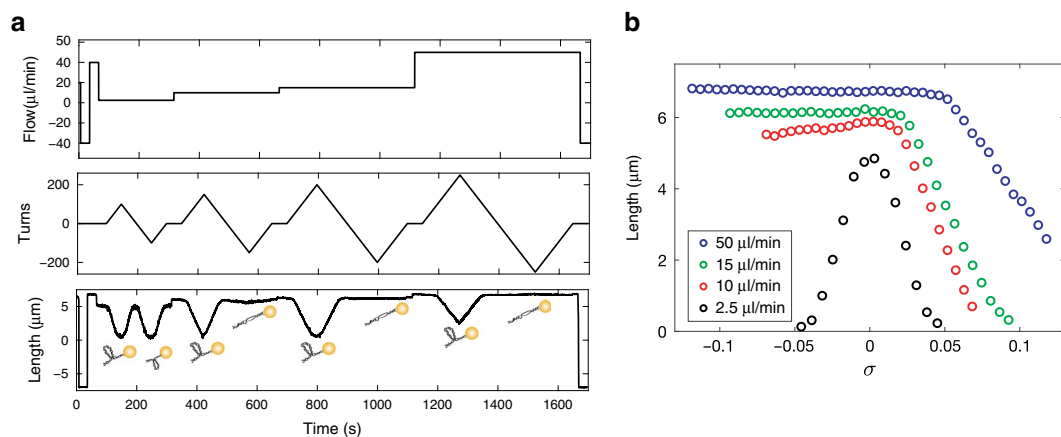 a
Flow(μl/min)
50
40
20
0
−20
−40
Turns
200
0
−200
Length (μm)
5
0
−5
0 200 400 600 800 1000 1200 1400 1600
Time (s)
b
Length (μm)
6
4
2
0
50 μl/min
15 μl/min
10 μl/min
2.5 μl/min
−0.1 −0.05 0 0.05 0.1
σ